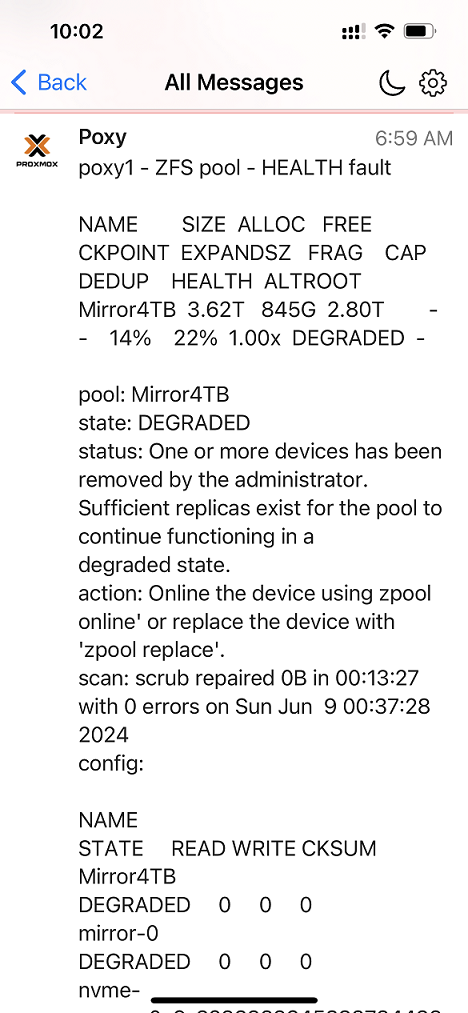 10:02
Back
All Messages
Poxy
6:59 AM
PROXMOX
poxy1 - ZFS pool - HEALTH fault
NAME SIZE ALLOC FREE
CKPOINT EXPANDSZ FRAG CAP
DEDUP HEALTH ALTROOT
Mirror4TB 3.62T 845G 2.80T -
- 14% 22% 1.00x DEGRADED -
pool: Mirror4TB
state: DEGRADED
status: One or more devices has been
removed by the administrator.
Sufficient replicas exist for the pool to
continue functioning in a
degraded state.
action: Online the device using zpool
online' or replace the device with
'zpool replace'.
scan: scrub repaired 0B in 00:13:27
with 0 errors on Sun Jun 9 00:37:28
2024
config:
NAME
STATE READ WRITE CKSUM
Mirror4TB
DEGRADED 0 0 0
mirror-0
DEGRADED 0 0 0
nvme-